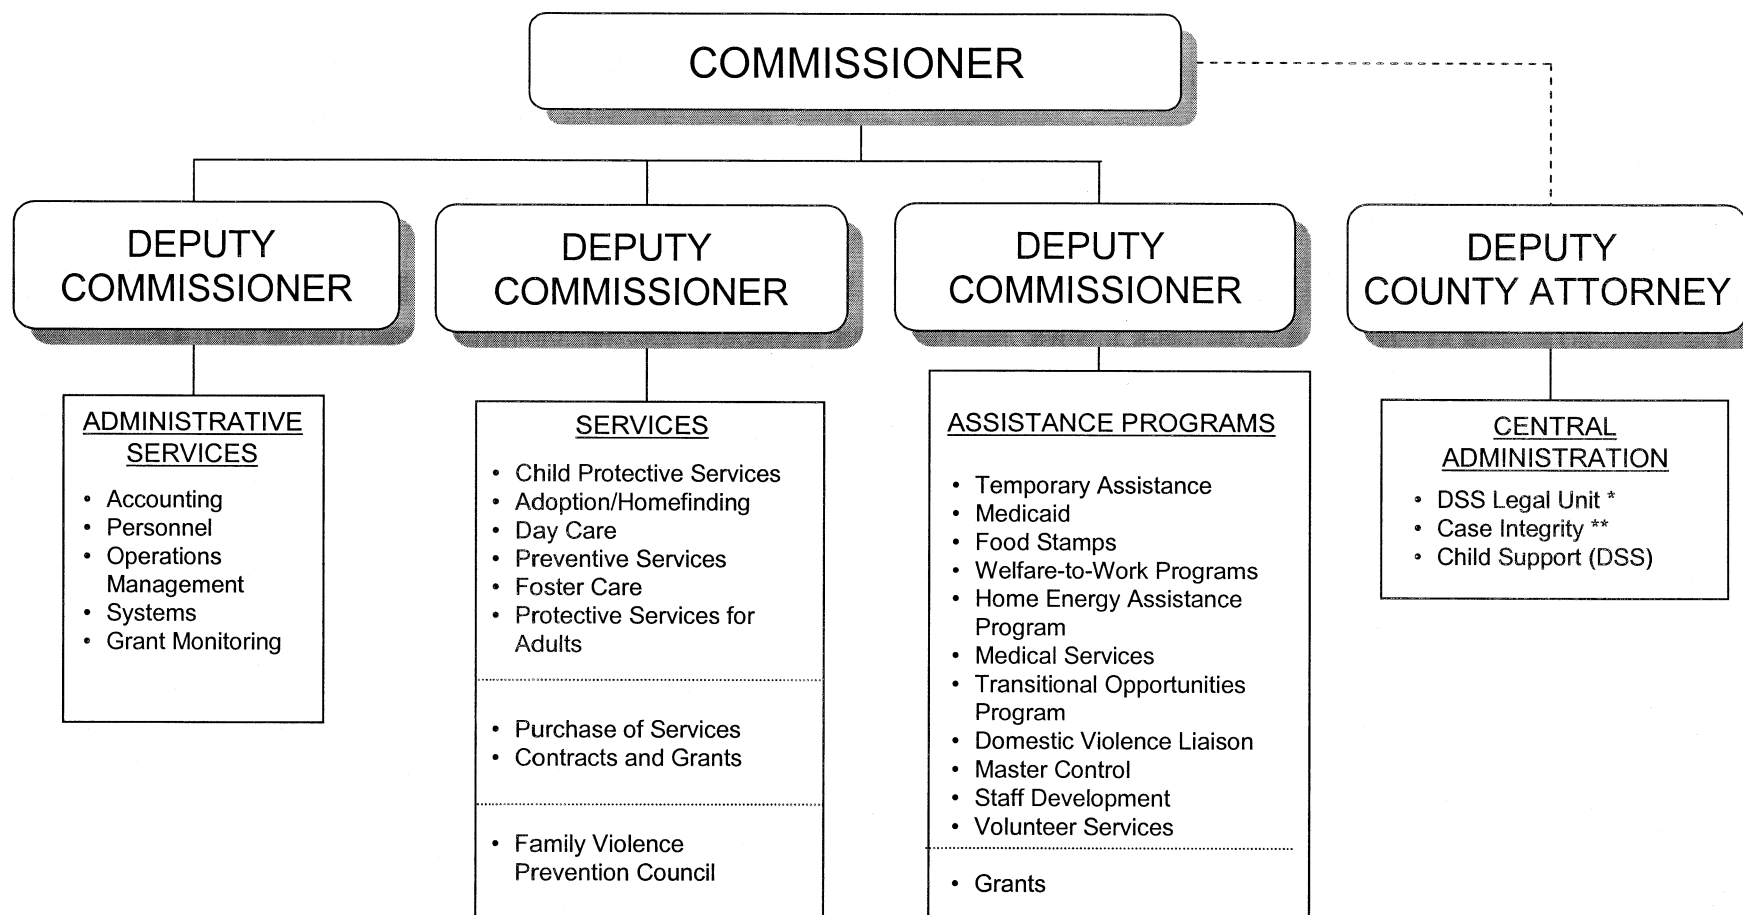 COMMISSIONER
DEPUTY
COMMISSIONER
DEPUTY
COMMISSIONER
DEPUTY
COMMISSIONER
DEPUTY
COUNTY ATTORNEY
ADMINISTRATIVE
SERVICES
• Accounting
• Personnel
• Operations
Management
• Systems
• Grant Monitoring
SERVICES
• Child Protective Services
• Adoption/Homefinding
• Day Care
• Preventive Services
• Foster Care
• Protective Services for
Adults
• Purchase of Services
• Contracts and Grants
• Family Violence
Prevention Council
ASSISTANCE PROGRAMS
• Temporary Assistance
• Medicaid
• Food Stamps
• Welfare-to-Work Programs
• Home Energy Assistance
Program
• Medical Services
• Transitional Opportunities
Program
• Domestic Violence Liaison
• Master Control
• Staff Development
• Volunteer Services
• Grants
CENTRAL
ADMINISTRATION
• DSS Legal Unit *
• Case Integrity **
• Child Support (DSS)